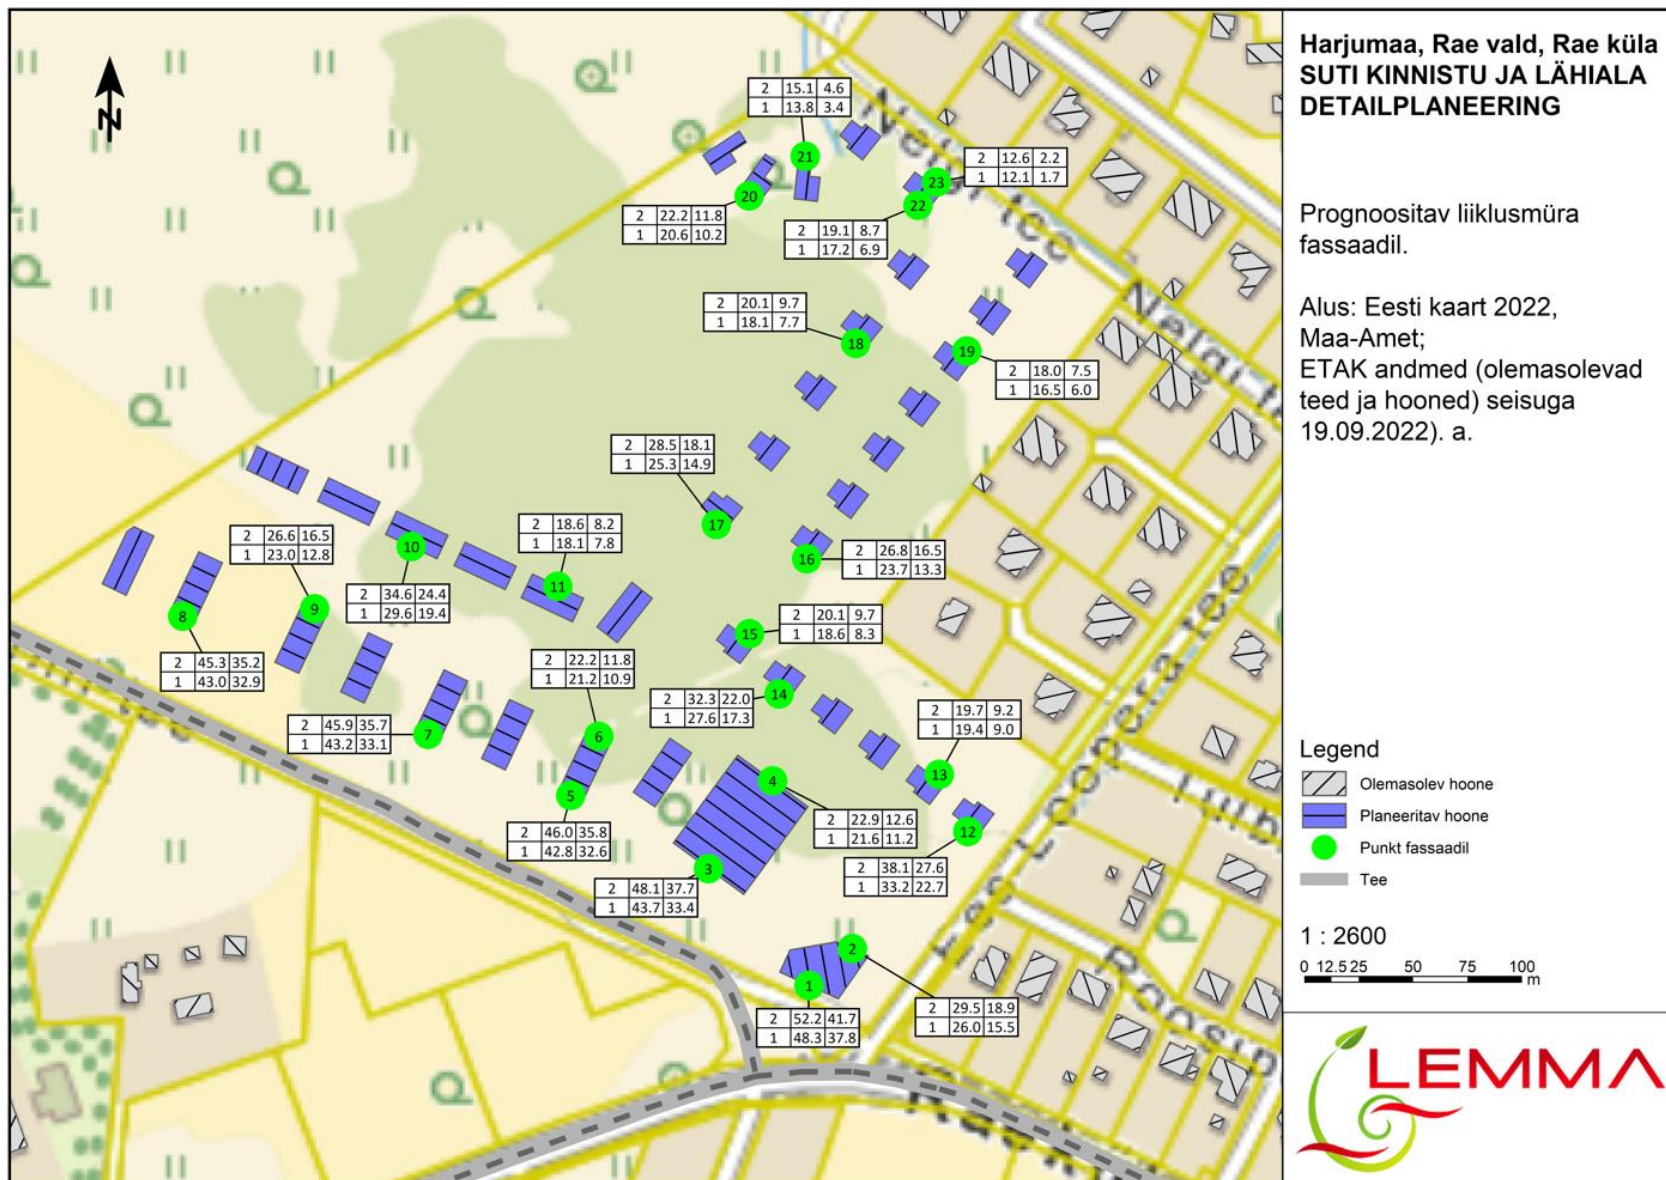 Harjumaa, Rae vald, Rae küla
SUTI KINNISTU JA LÄHIALA
DETAILPLANEERING
Prognoositav liiklusmüra
fassaadil.
Alus: Eesti kaart 2022,
Maa-Amet;
ETAK andmed (olemasolevad
teed ja hooned) seisuga
19.09.2022). a.
Legend
Olemasolev hoone
Planeeritav hoone
Punkt fassaadil
Tee
1 : 2600
0 12.5 25 50 75 100
m
LEMMA
N
2 15.1 4.6
1 13.8 3.4
21
23
2 12.6 2.2
1 12.1 1.7
20
22
2 22.2 11.8
1 20.6 10.2
2 19.1 8.7
1 17.2 6.9
2 20.1 9.7
1 18.1 7.7
18
19
2 18.0 7.5
1 16.5 6.0
2 28.5 18.1
1 25.3 14.9
17
2 26.6 16.5
1 23.0 12.8
2 18.6 8.2
1 18.1 7.8
10
16
2 26.8 16.5
1 23.7 13.3
11
2 34.6 24.4
1 29.6 19.4
9
8
15
2 20.1 9.7
1 18.6 8.3
2 45.3 35.2
1 43.0 32.9
2 22.2 11.8
1 21.2 10.9
14
2 32.3 22.0
1 27.6 17.3
2 19.7 9.2
1 19.4 9.0
2 45.9 35.7
1 43.2 33.1
7
6
13
4
5
2 46.0 35.8
1 42.8 32.6
2 22.9 12.6
1 21.6 11.2
12
2 38.1 27.6
1 33.2 22.7
3
2 48.1 37.7
1 43.7 33.4
2
1
2 52.2 41.7
1 48.3 37.8
2 29.5 18.9
1 26.0 15.5